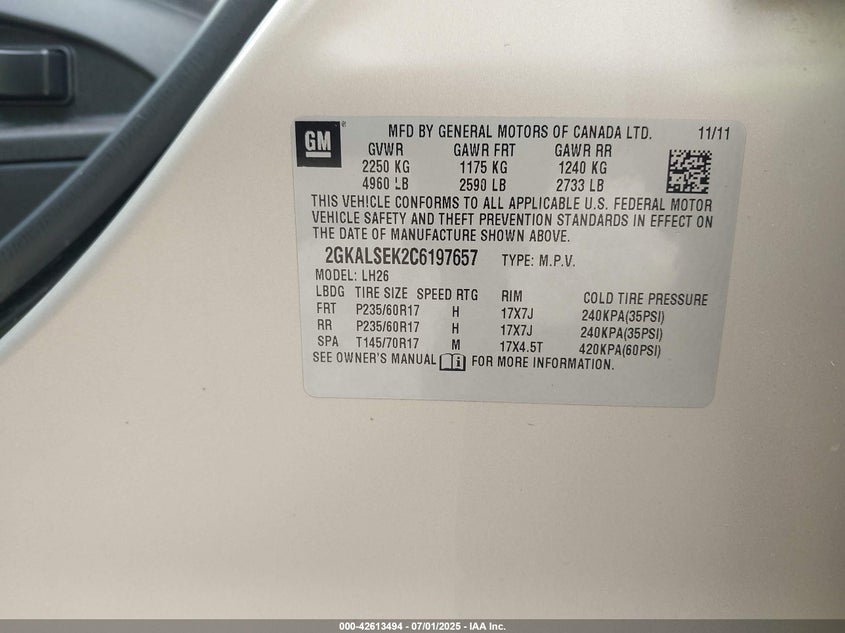 GM ® MFD BY GENERAL MOTORS OF CANADA LTD. 11/11
GVWR GAWR FRT GAWR RR
2250 KG 1175 KG 1240 KG
4960 LB 2590 LB 2733 LB
THIS VEHICLE CONFORMS TO ALL APPLICABLE U.S. FEDERAL MOTOR
VEHICLE SAFETY AND THEFT PREVENTION STANDARDS IN EFFECT ON
THE DATE OF MANUFACTURE SHOWN ABOVE.
2GKALSEK2C6197657 TYPE: M.P.V.
MODEL: LH26
LBDG TIRE SIZE SPEED RTG RIM COLD TIRE PRESSURE
FRT P235/60R17 H 17X7J 240KPA(35PSI)
RR P235/60R17 H 17X7J 240KPA(35PSI)
SPA T145/70R17 M 17X4.5T 420KPA(60PSI)
SEE OWNER'S MANUAL FOR MORE INFORMATION.
000-42613494 - 07/01/2025 - IAA Inc.